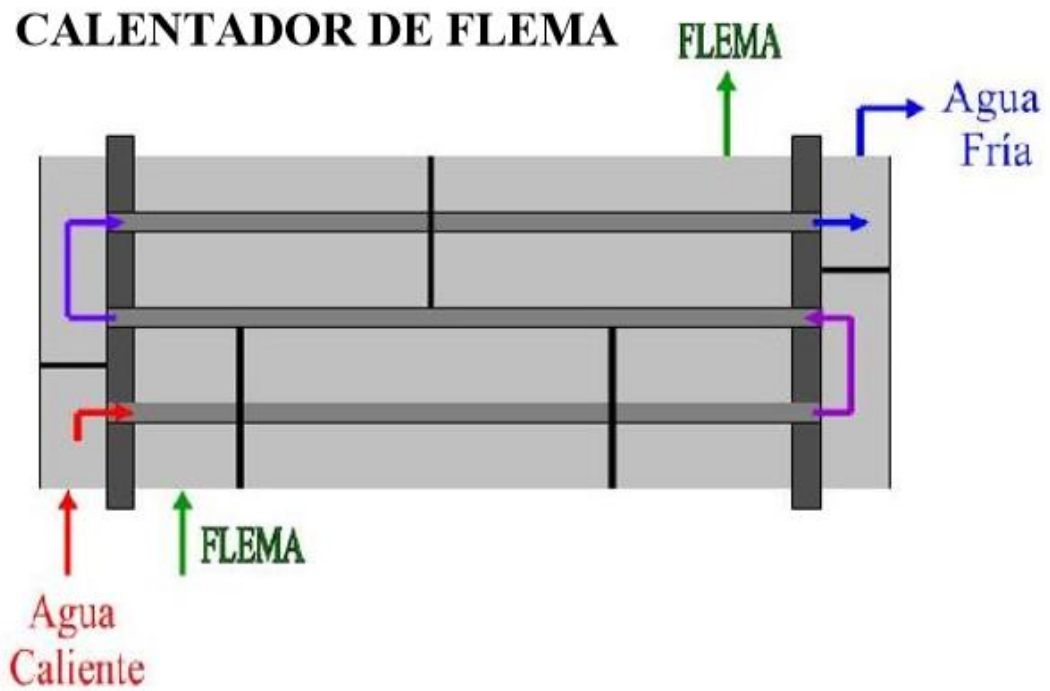 CALENTADOR DE FLEMA
FLEMA
Agua
Fría
FLEMA
Agua
Caliente